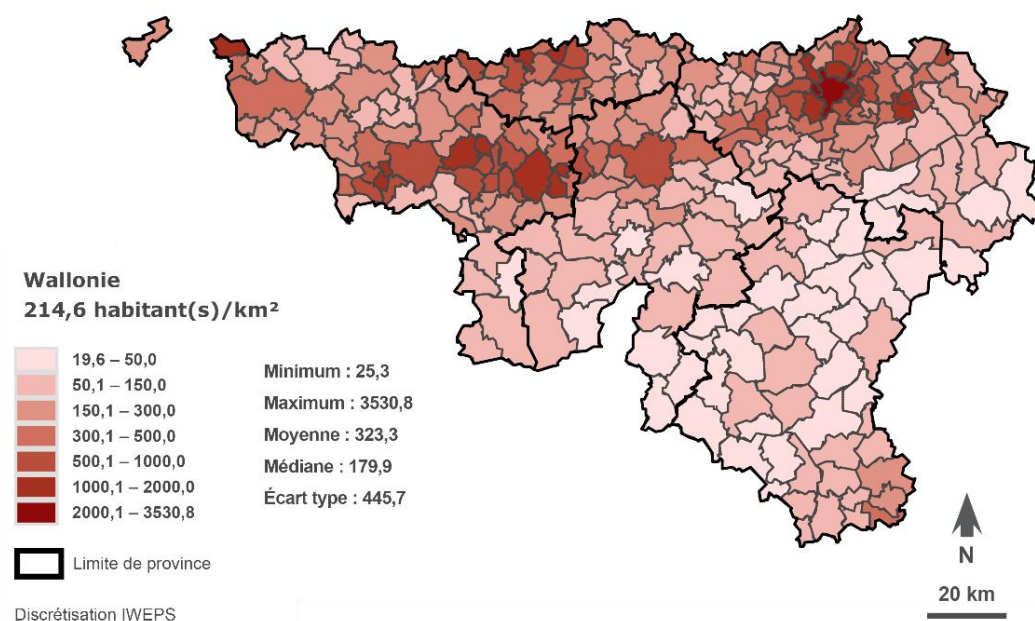 Wallonie
214,6 habitant(s)/km²
19,6 – 50,0
50,1 – 150,0
150,1 – 300,0
300,1 – 500,0
500,1 – 1000,0
1000,1 – 2000,0
2000,1 – 3530,8
Limite de province
Discrétisation IWEPS
Minimum : 25,3
Maximum : 3530,8
Moyenne : 323,3
Médiane : 179,9
Écart type : 445,7
N
20 km